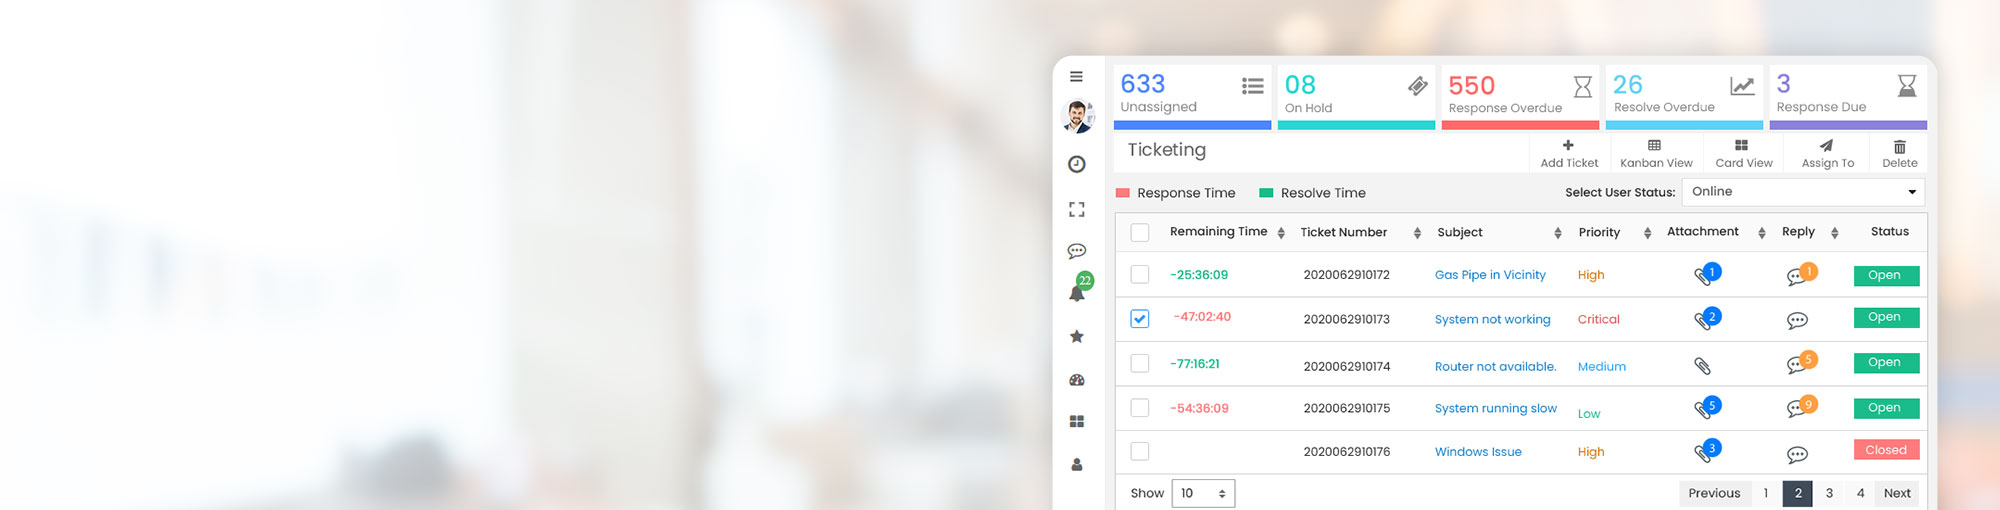 633 08 550 26 3
Unassigned On Hold Response Overdue Resolve Overdue Response Due
Ticketing
Add Ticket Kanban View Card View Assign To Delete
Response Time Resolve Time Select User Status: Online
Remaining Time Ticket Number Subject Priority Attachment Reply Status
-25:36:09 2020062910172 Gas Pipe in Vicinity High 1 1 Open
22
-47:02:40 2020062910173 System not working Critical 2 Open
-77:16:21 2020062910174 Router not available. Medium 5 Open
-54:36:09 2020062910175 System running slow Low 5 9 Open
2020062910176 Windows Issue High 3 Closed
Show 10 Previous 1 2 3 4 Next